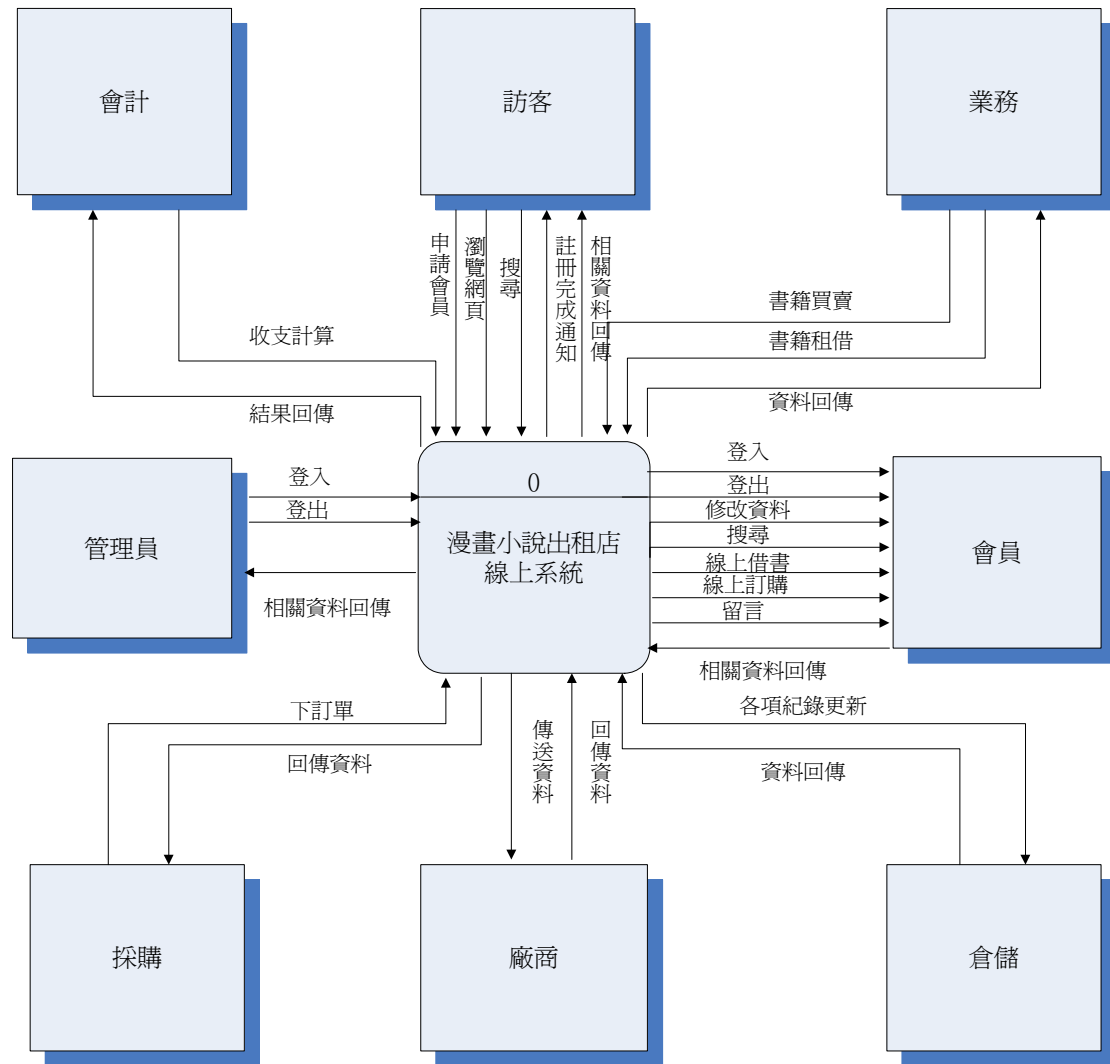 會計
訪客
業務
申請會員
瀏覽網頁
搜尋
註冊完成通知
相關資料回傳
書籍買賣
收支計算
書籍租借
結果回傳
資料回傳
0
漫畫小說出租店
線上系統
管理員
登入
登出
相關資料回傳
登入
登出
修改資料
搜尋
線上借書
線上訂購
留言
相關資料回傳
會員
下訂單
回傳資料
傳送資料
回傳資料
各項紀錄更新
資料回傳
採購
廠商
倉儲